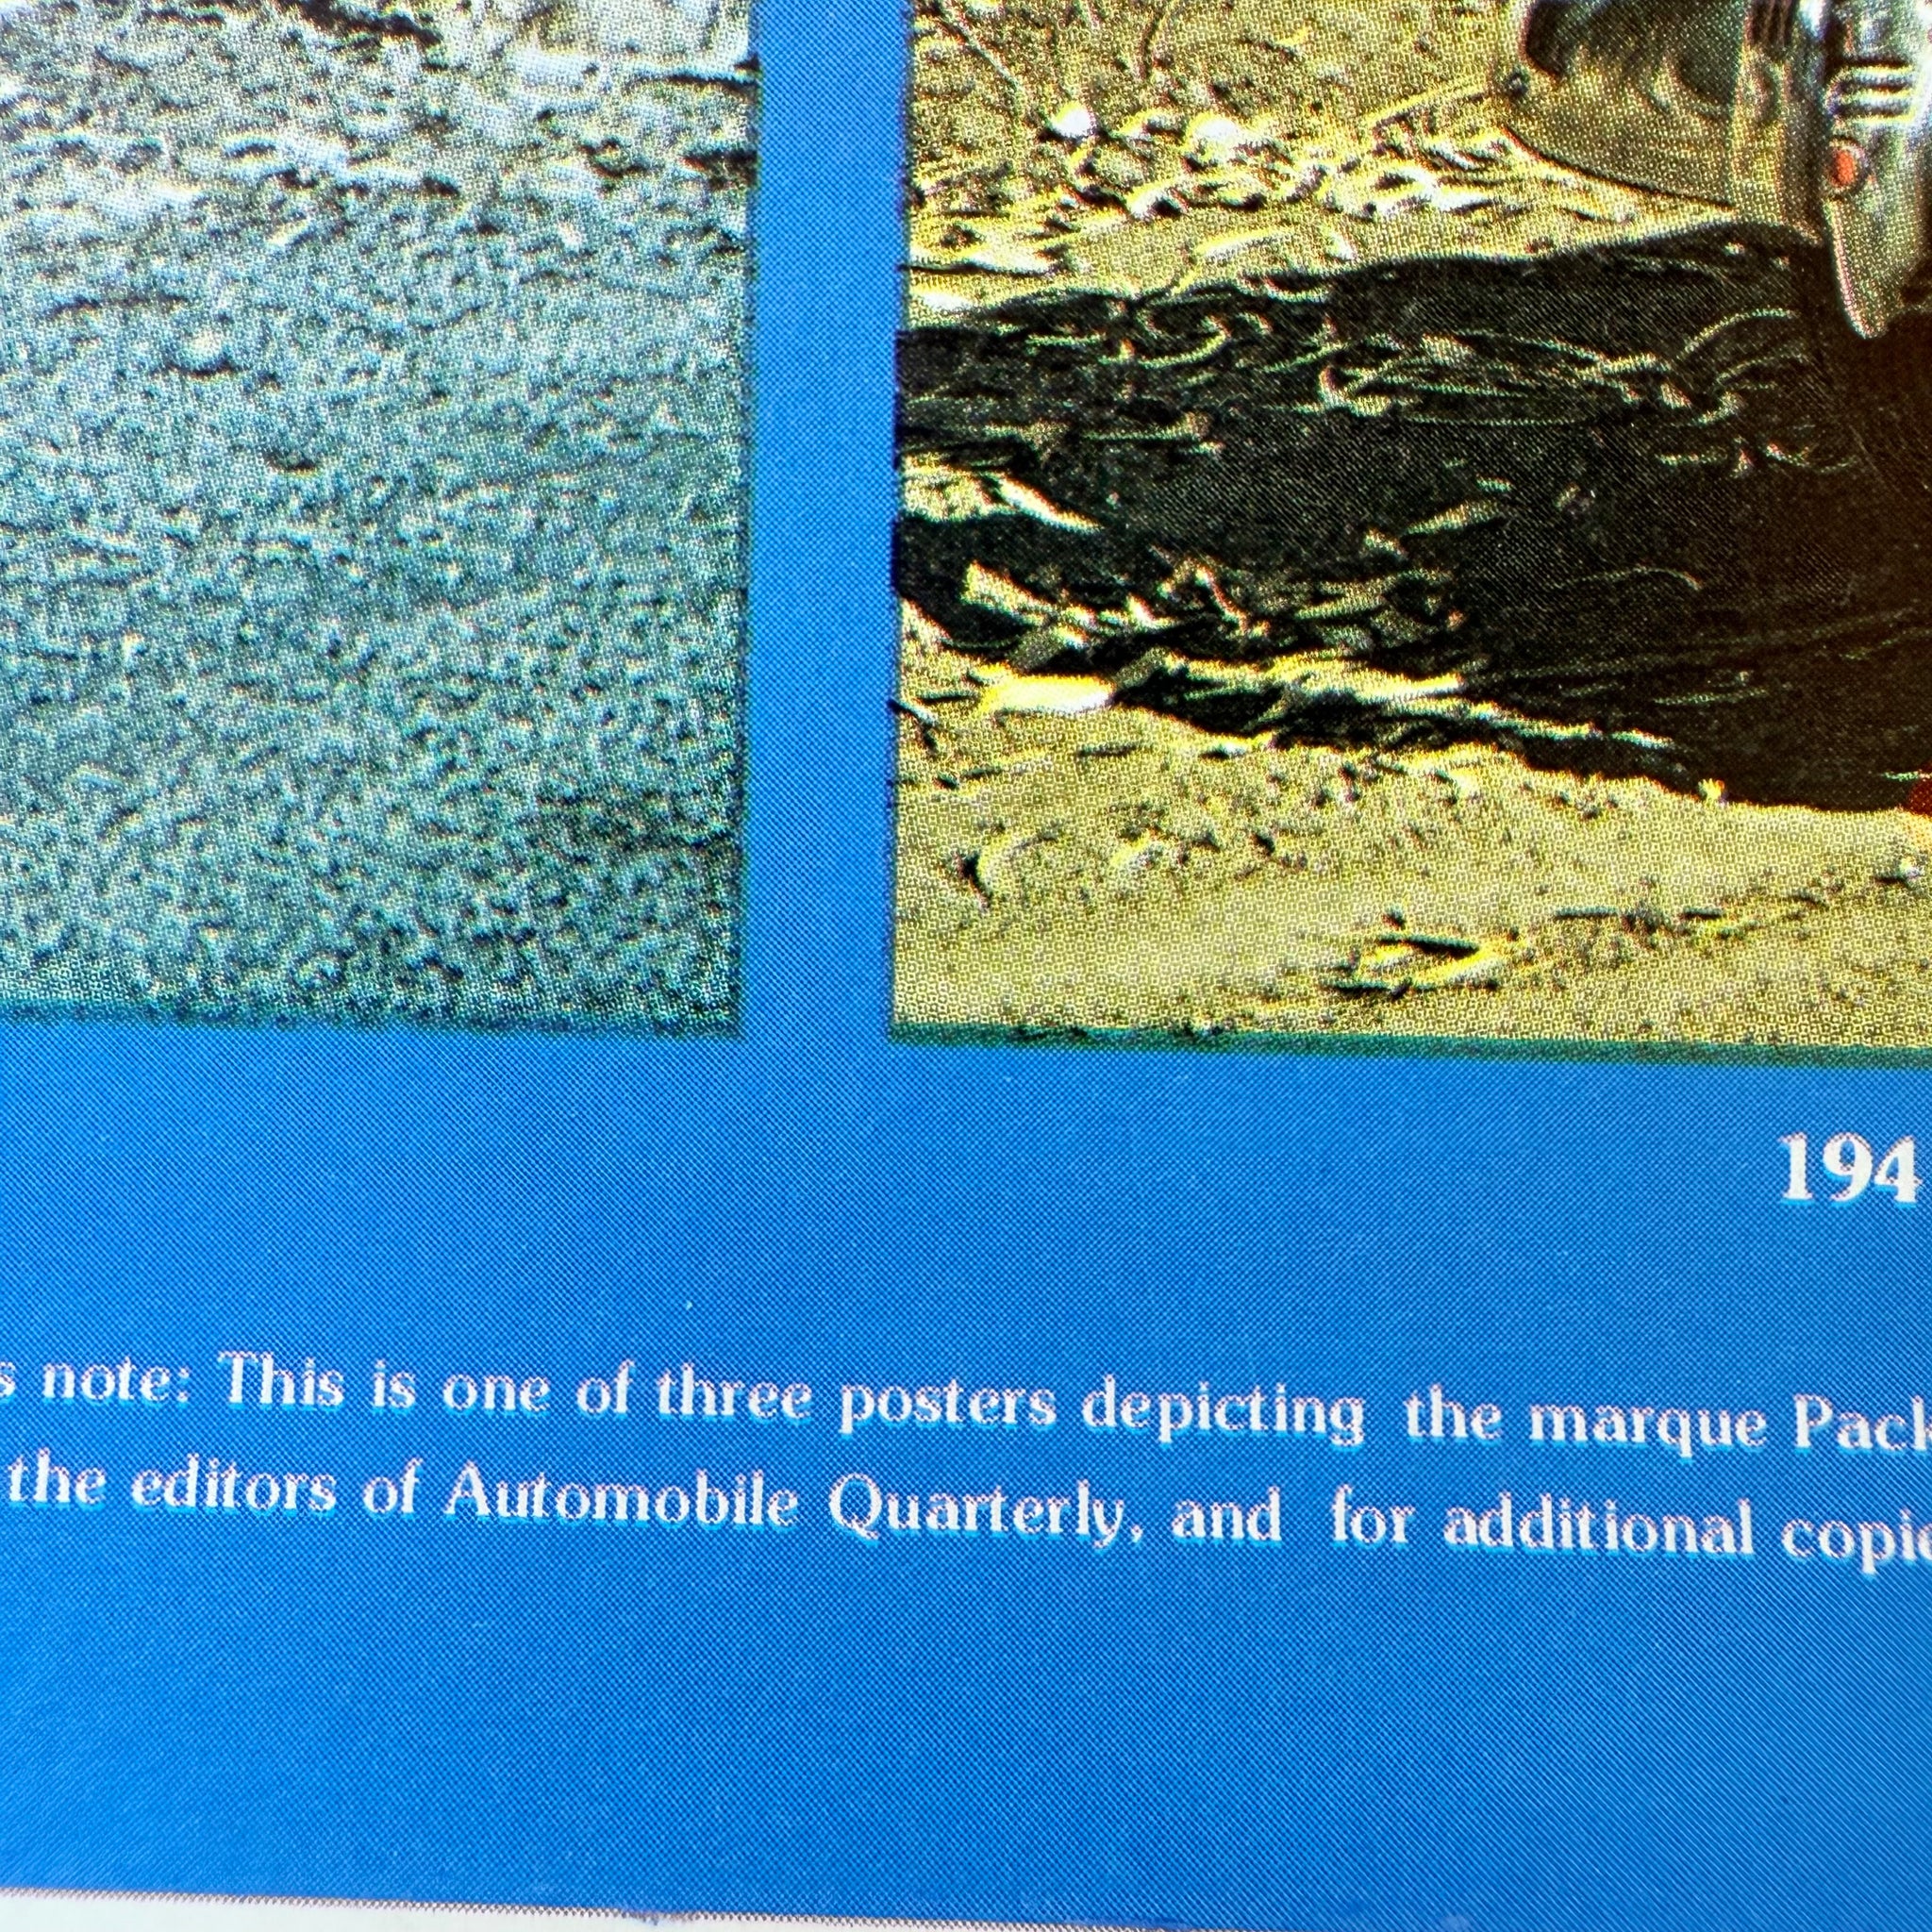 194
s note: This is one of three posters depicting the marque Pack
the editors of Automobile Quarterly, and for additional copie